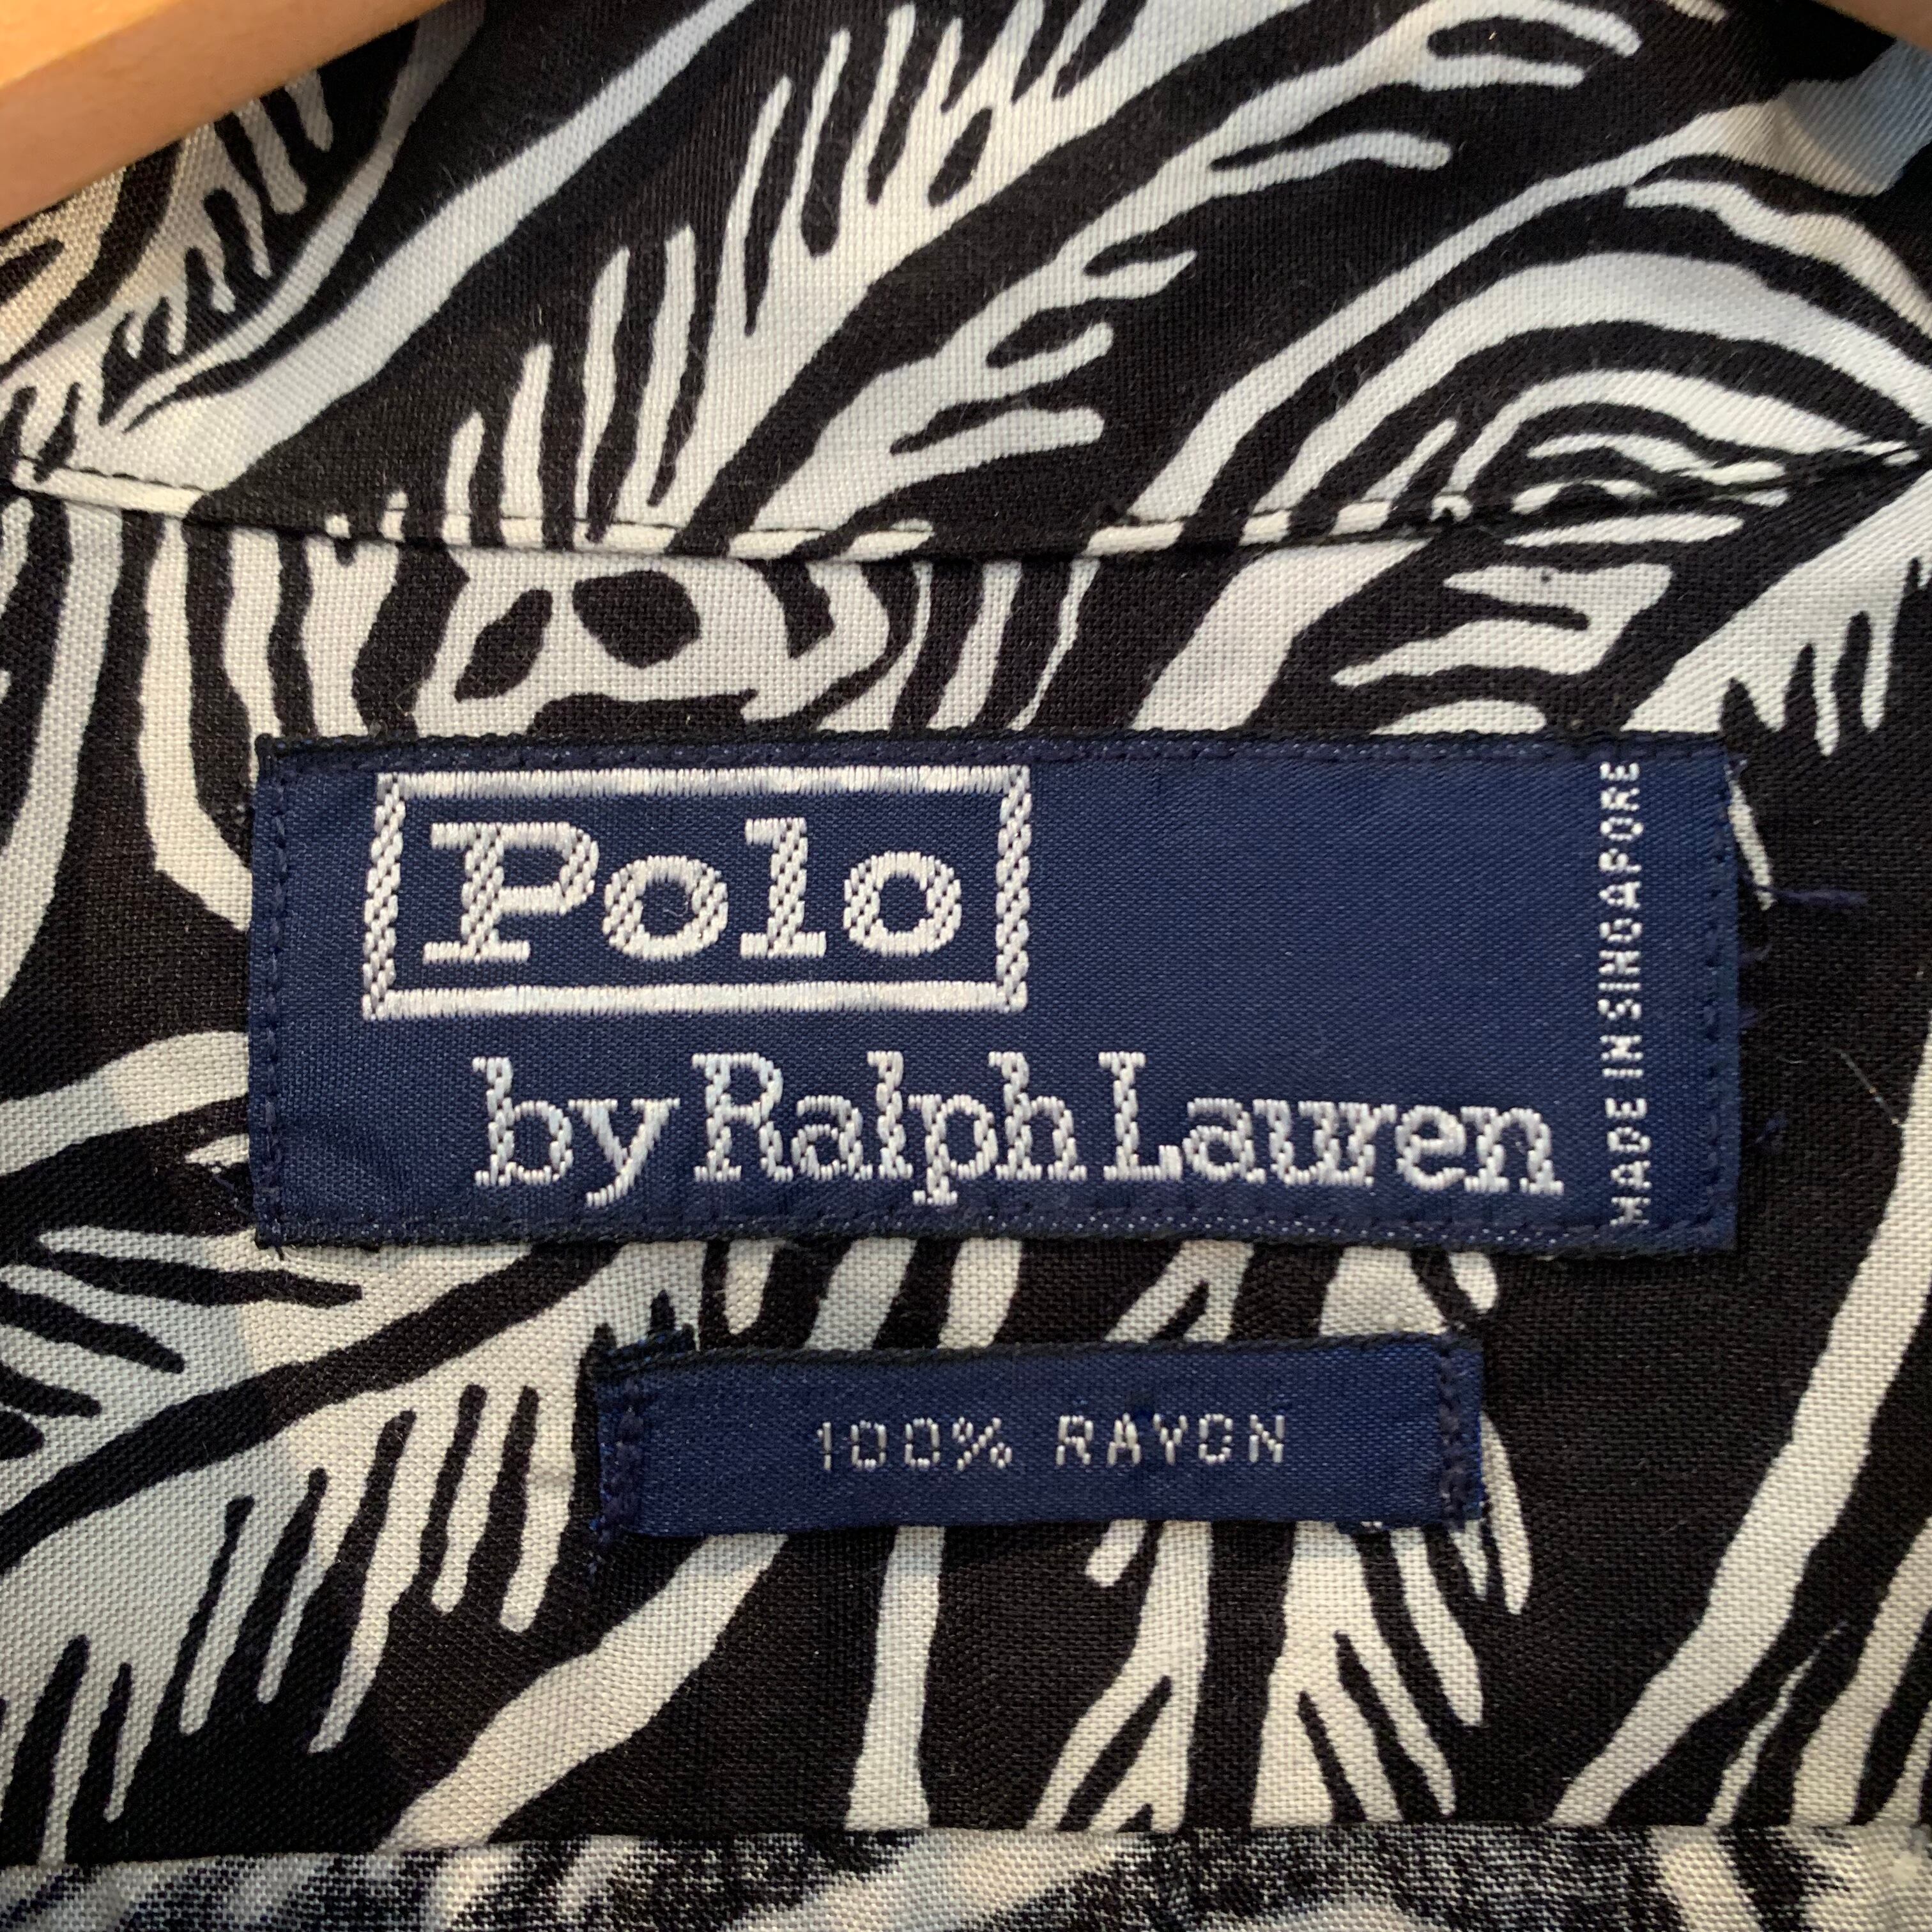 Polo
by Ralph Lauren
MADE IN SINGAPORE
100% RAYON